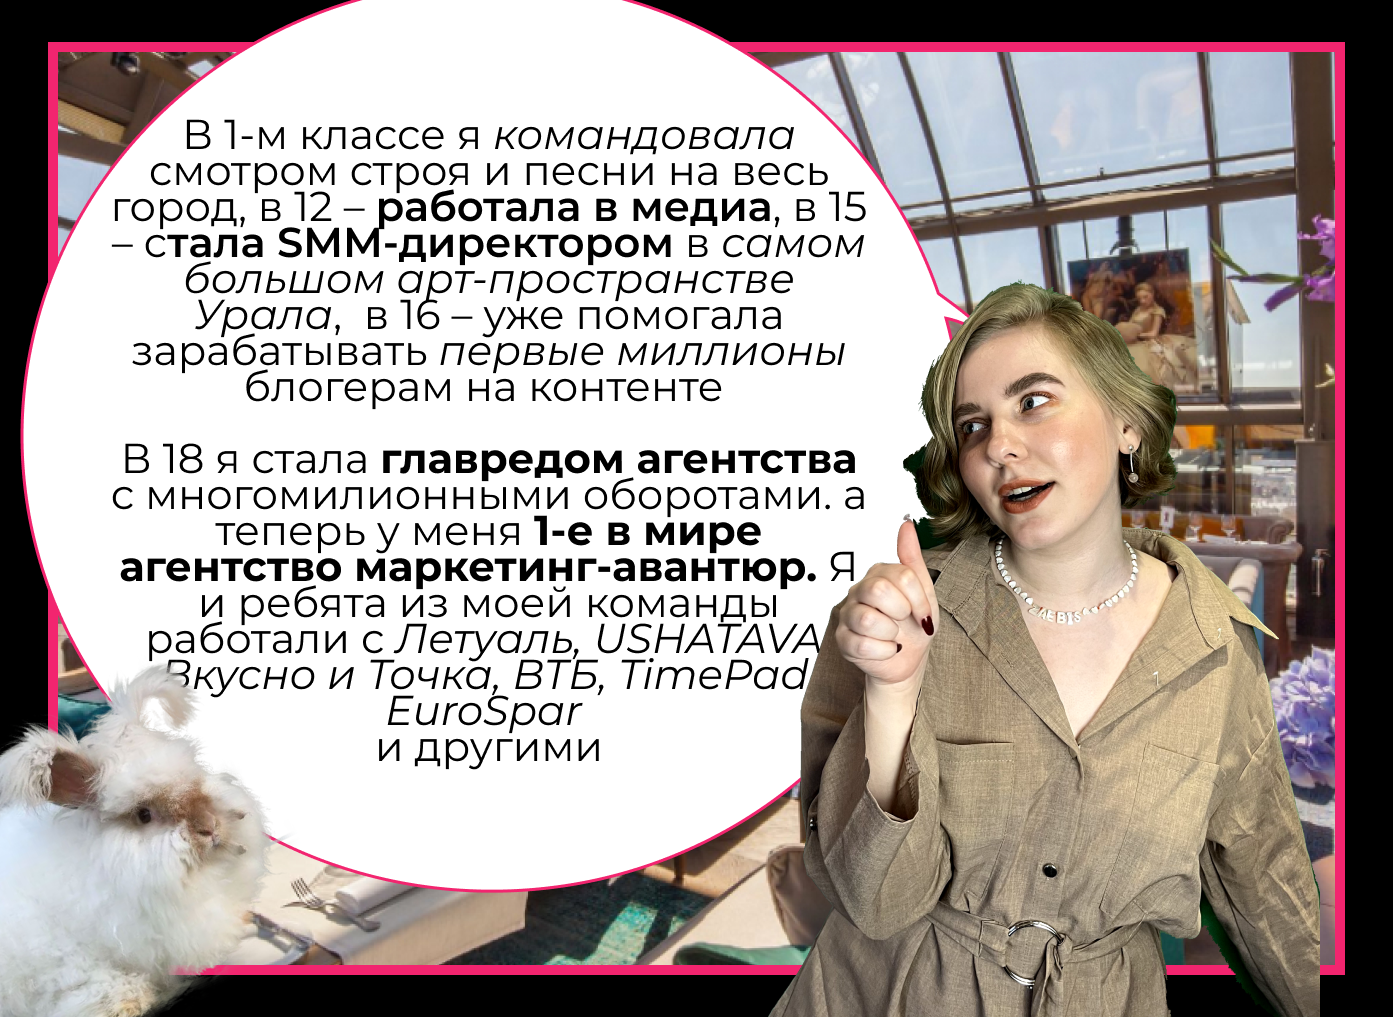 В 1-м классе я командовала
смотром строя и песни на весь
город, в 12 – работала в медиа, в 15
– стала SMM-директором в самом
большом арт-пространстве
Урала,  в 16 – уже помогала
зарабатывать первые миллионы
блогерам на контенте
В 18 я стала главредом агентства
с многомилионными оборотами. а
теперь у меня 1-е в мире
агентство маркетинг-авантюр. Я
и ребята из моей команды
работали с Летуаль, USHATAVA
Вкусно и Точка, ВТБ, TimePad
EuroSpar
и другими